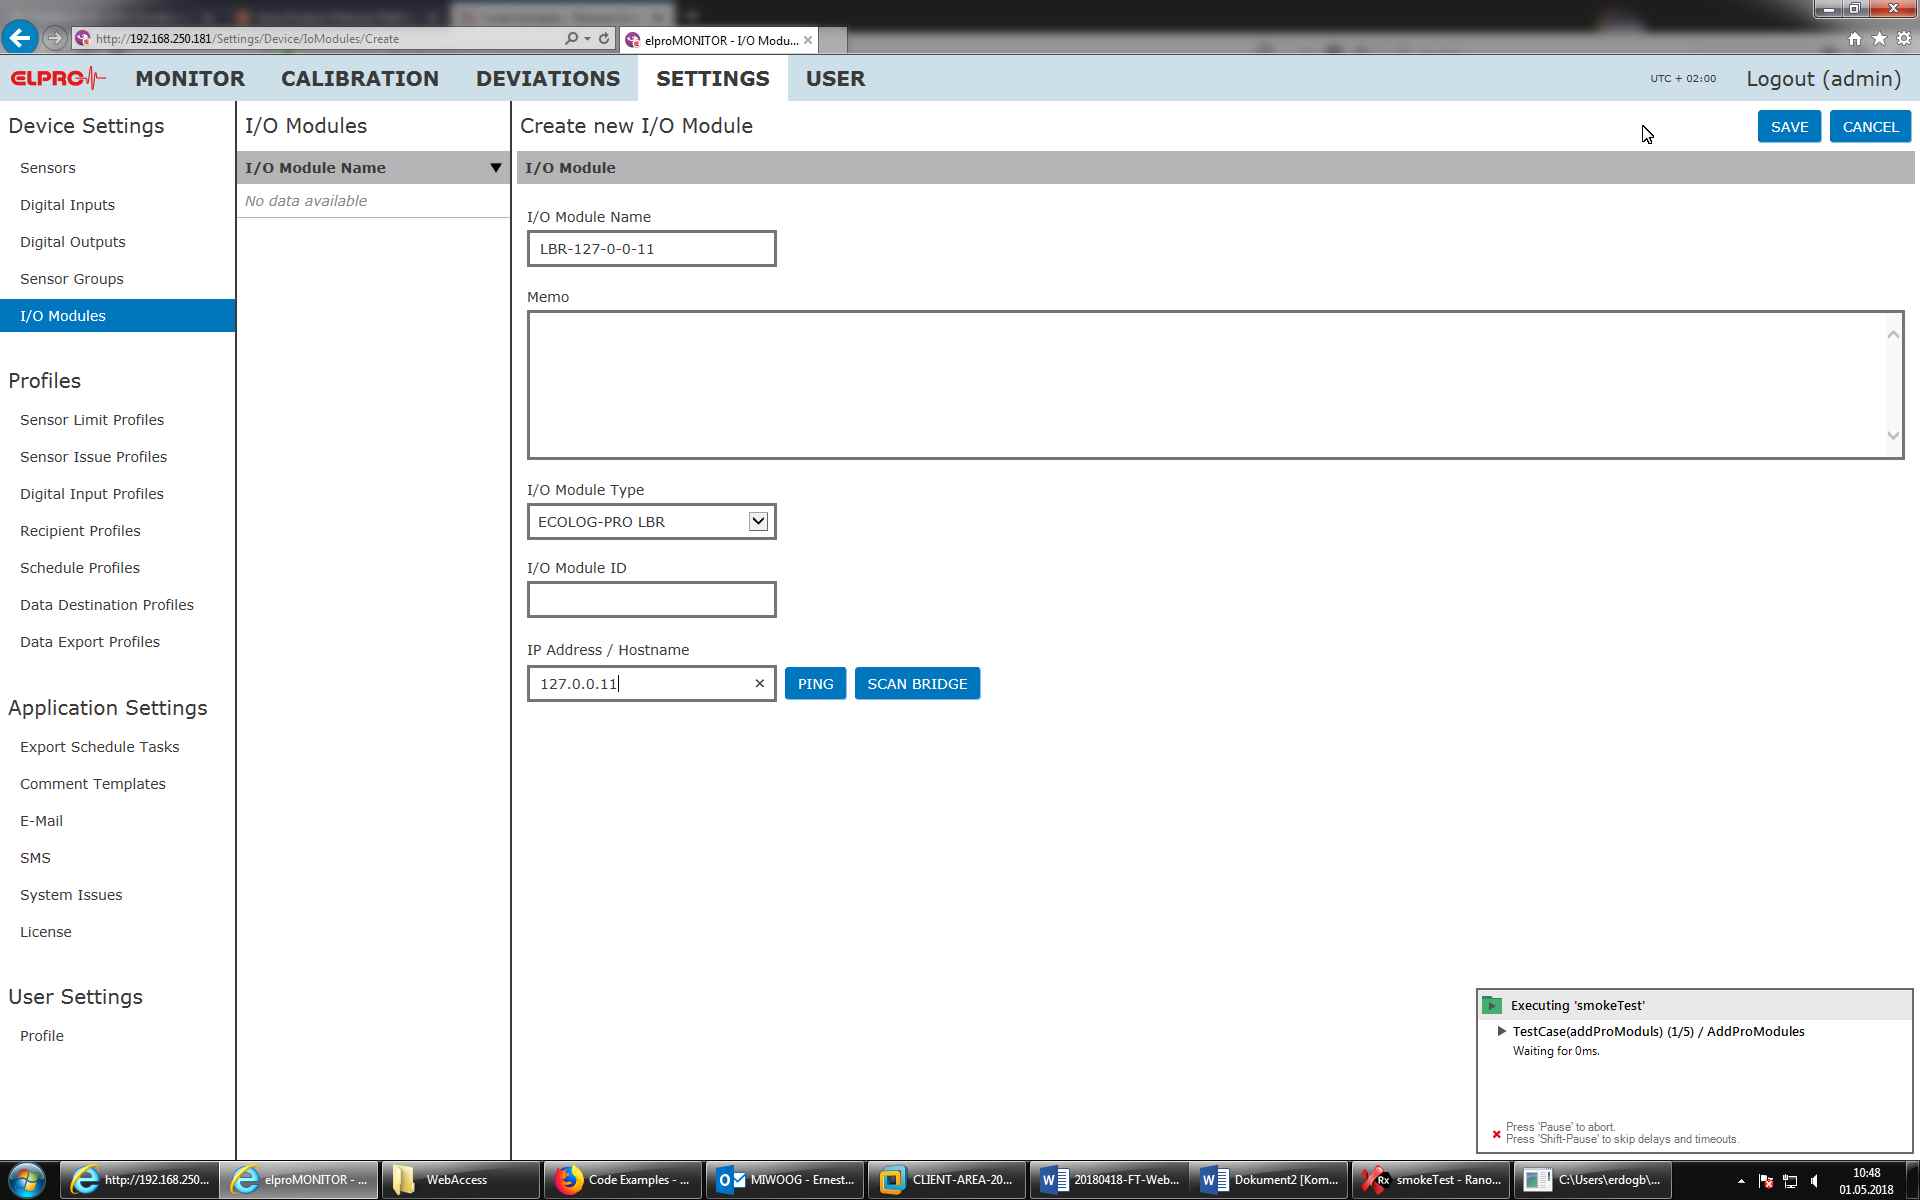 http://192.168.250.181/Settings/Device/IoModules/Create
elproMONITOR - I/O Modu...
ELPRO
MONITOR
CALIBRATION
DEVIATIONS
SETTINGS
USER
UTC + 02:00
Logout (admin)
Device Settings
Sensors
Digital Inputs
Digital Outputs
Sensor Groups
I/O Modules
Profiles
Sensor Limit Profiles
Sensor Issue Profiles
Digital Input Profiles
Recipient Profiles
Schedule Profiles
Data Destination Profiles
Data Export Profiles
Application Settings
Export Schedule Tasks
Comment Templates
E-Mail
SMS
System Issues
License
User Settings
Profile
I/O Modules
I/O Module Name
No data available
Create new I/O Module
SAVE
CANCEL
I/O Module
I/O Module Name
LBR-127-0-0-11
Memo
I/O Module Type
ECOLOG-PRO LBR
I/O Module ID
IP Address / Hostname
127.0.0.11
PING
SCAN BRIDGE
Executing 'smokeTest'
TestCase(addProModuls) (1/5) / AddProModules
Waiting for 0ms.
Press 'Pause' to abort.
Press 'Shift-Pause' to skip delays and timeouts.
http://192.168.250...
elproMONITOR - ...
WebAccess
Code Examples - ...
MIWOOG - Ernest...
CLIENT-AREA-20...
20180418-FT-Web...
Dokument2 [Kom...
smokeTest - Rano...
C:\Users\erdogb\...
10:48
01.05.2018